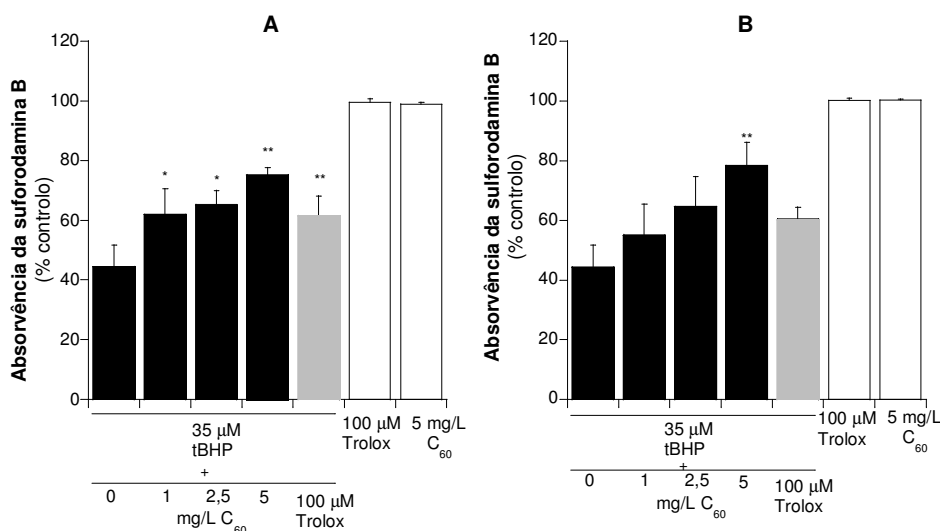 A
Absorvência da suforodamina B
(% controlo)
120
100
80
60
40
20
0
*
*
**
**
35 µM
tBHP
+
100 µM
Trolox
5 mg/L
C60
0
1
2,5
5
100 µM
Trolox
mg/L C60
B
Absorvência da sulforodamina B
(% controlo)
120
100
80
60
40
20
0
**
35 µM
tBHP
+
100 µM
Trolox
5 mg/L
C60
0
1
2,5
5
100 µM
Trolox
mg/L C60